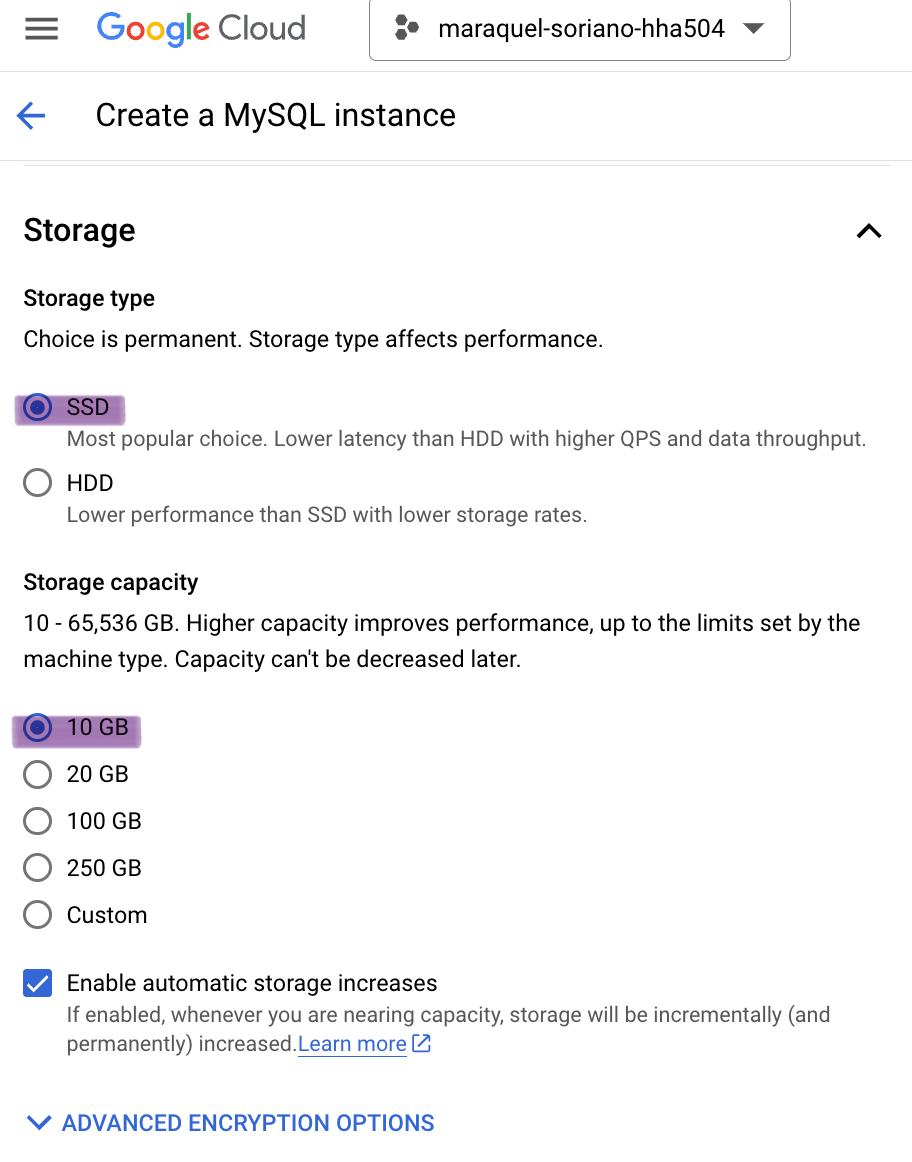 Google Cloud
maraquel-soriano-hha504
Create a MySQL instance
Storage
Storage type
Choice is permanent. Storage type affects performance.
SSD
Most popular choice. Lower latency than HDD with higher QPS and data throughput.
HDD
Lower performance than SSD with lower storage rates.
Storage capacity
10 - 65,536 GB. Higher capacity improves performance, up to the limits set by the
machine type. Capacity can't be decreased later.
10 GB
20 GB
100 GB
250 GB
Custom
Enable automatic storage increases
If enabled, whenever you are nearing capacity, storage will be incrementally (and
permanently) increased.Learn more
ADVANCED ENCRYPTION OPTIONS